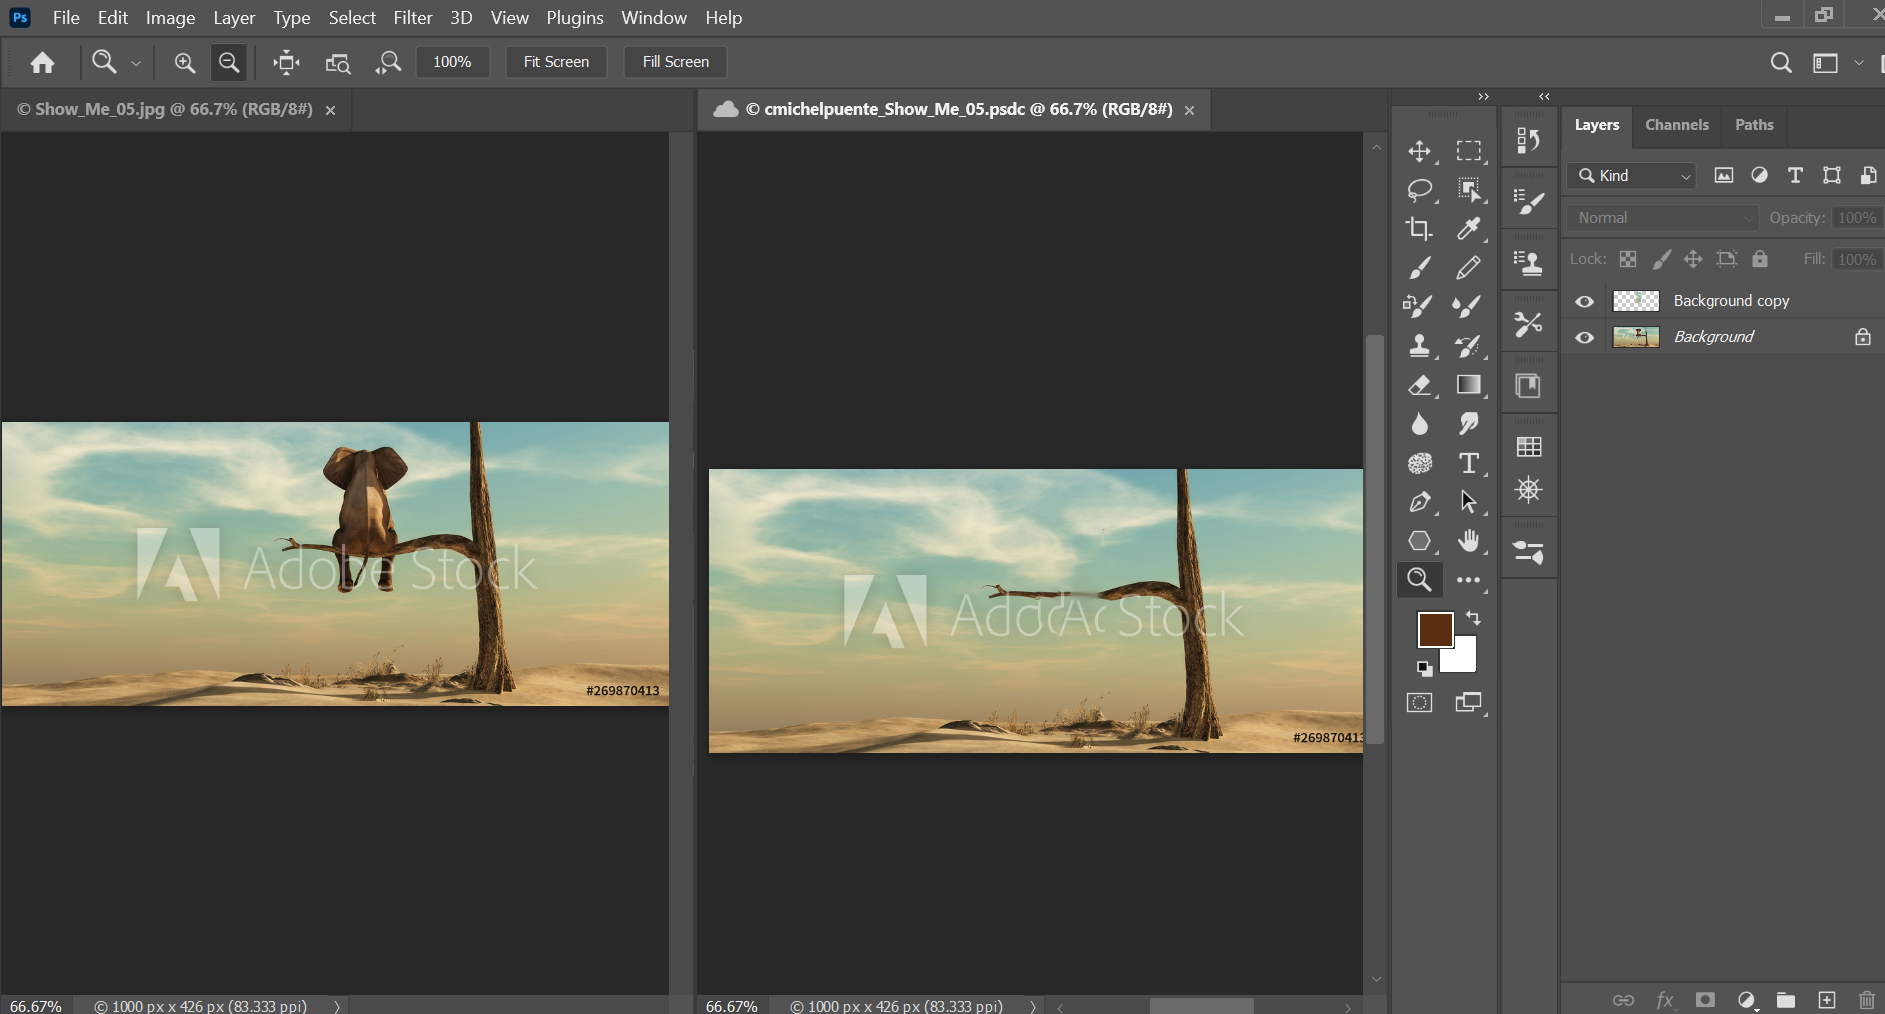 Ps File Edit Image Layer Type Select Filter 3D View Plugins Window Help
100% Fit Screen Fill Screen
© Show_Me_05.jpg @ 66.7% (RGB/8#) ×
© cmichelpuente_Show_Me_05.psdc @ 66.7% (RGB/8#) ×
Layers Channels Paths
Kind
Normal Opacity: 100%
Lock: Fill: 100%
Background copy
Background
Adobe Stock
#269870413
AddcAc Stock
#269870413
66.67% © 1000 px x 426 px (83.333 ppi)
66.67% © 1000 px x 426 px (83.333 ppi)